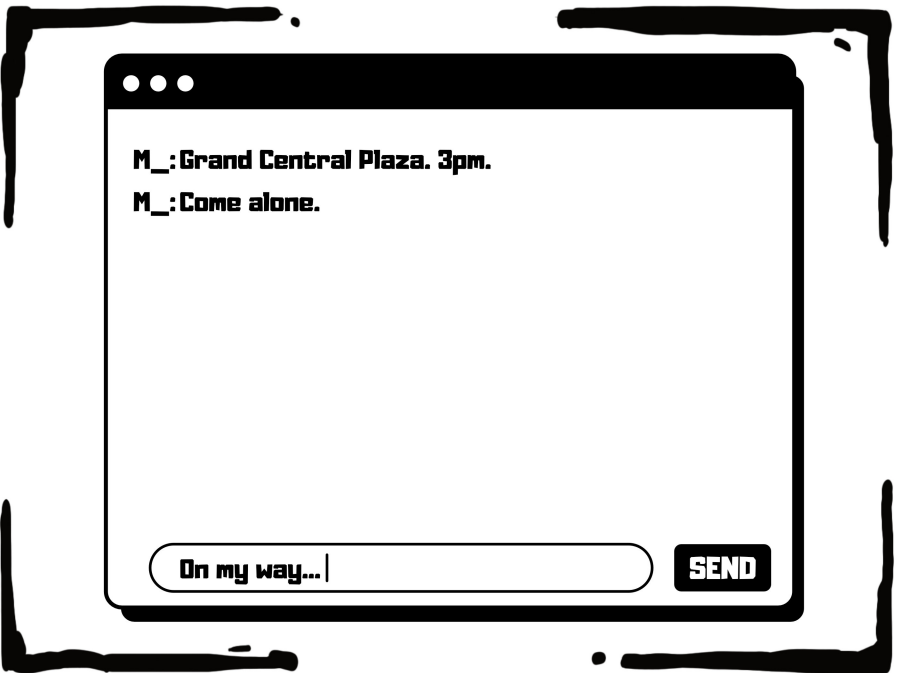 M_: Grand Central Plaza. 3pm.
M_: Come alone.
On my way...
SEND